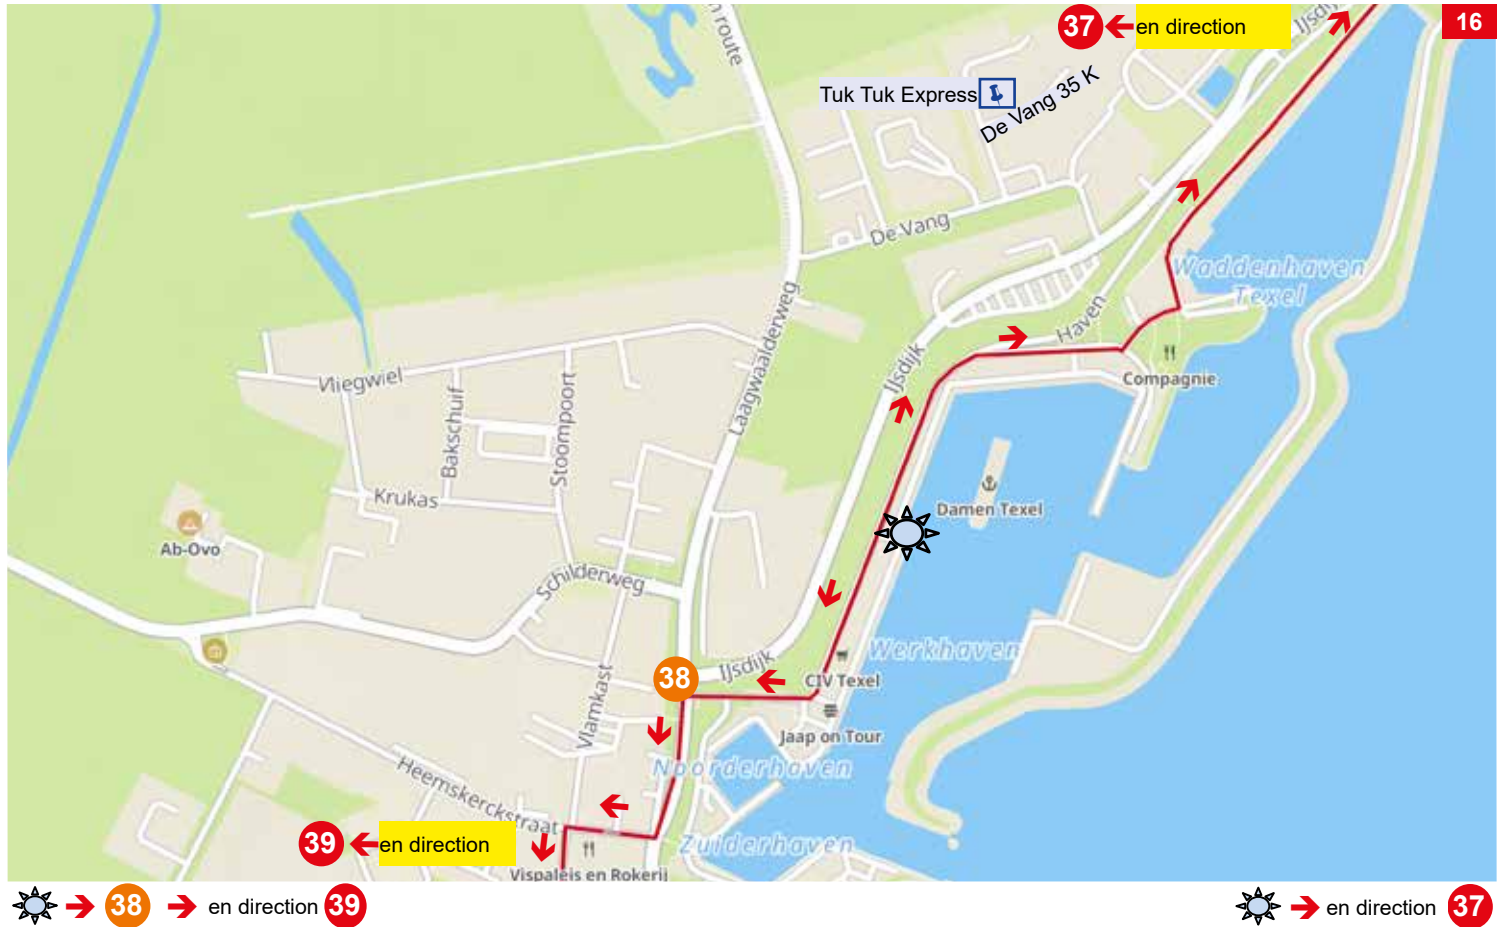 37
en direction
IJsdij
16
n route
Tuk Tuk Express
De Vang 35 K
De Vang
Waddenhaven
Texel
Haven
Laagwaalderweg
IJsdijk
Vliegwiel
Compagnie
Bakschuif
Stoompoort
Krukas
Damen Texel
Ab-Ovo
Schilderweg
Werkhaven
IJsdijk
38
CIV Texel
Vlamkast
Jaap on Tour
Noorderhaven
Heemskerckstraat
39
en direction
Zuiderhaven
Vispaleis en Rokerij
38
en direction
39
en direction
37